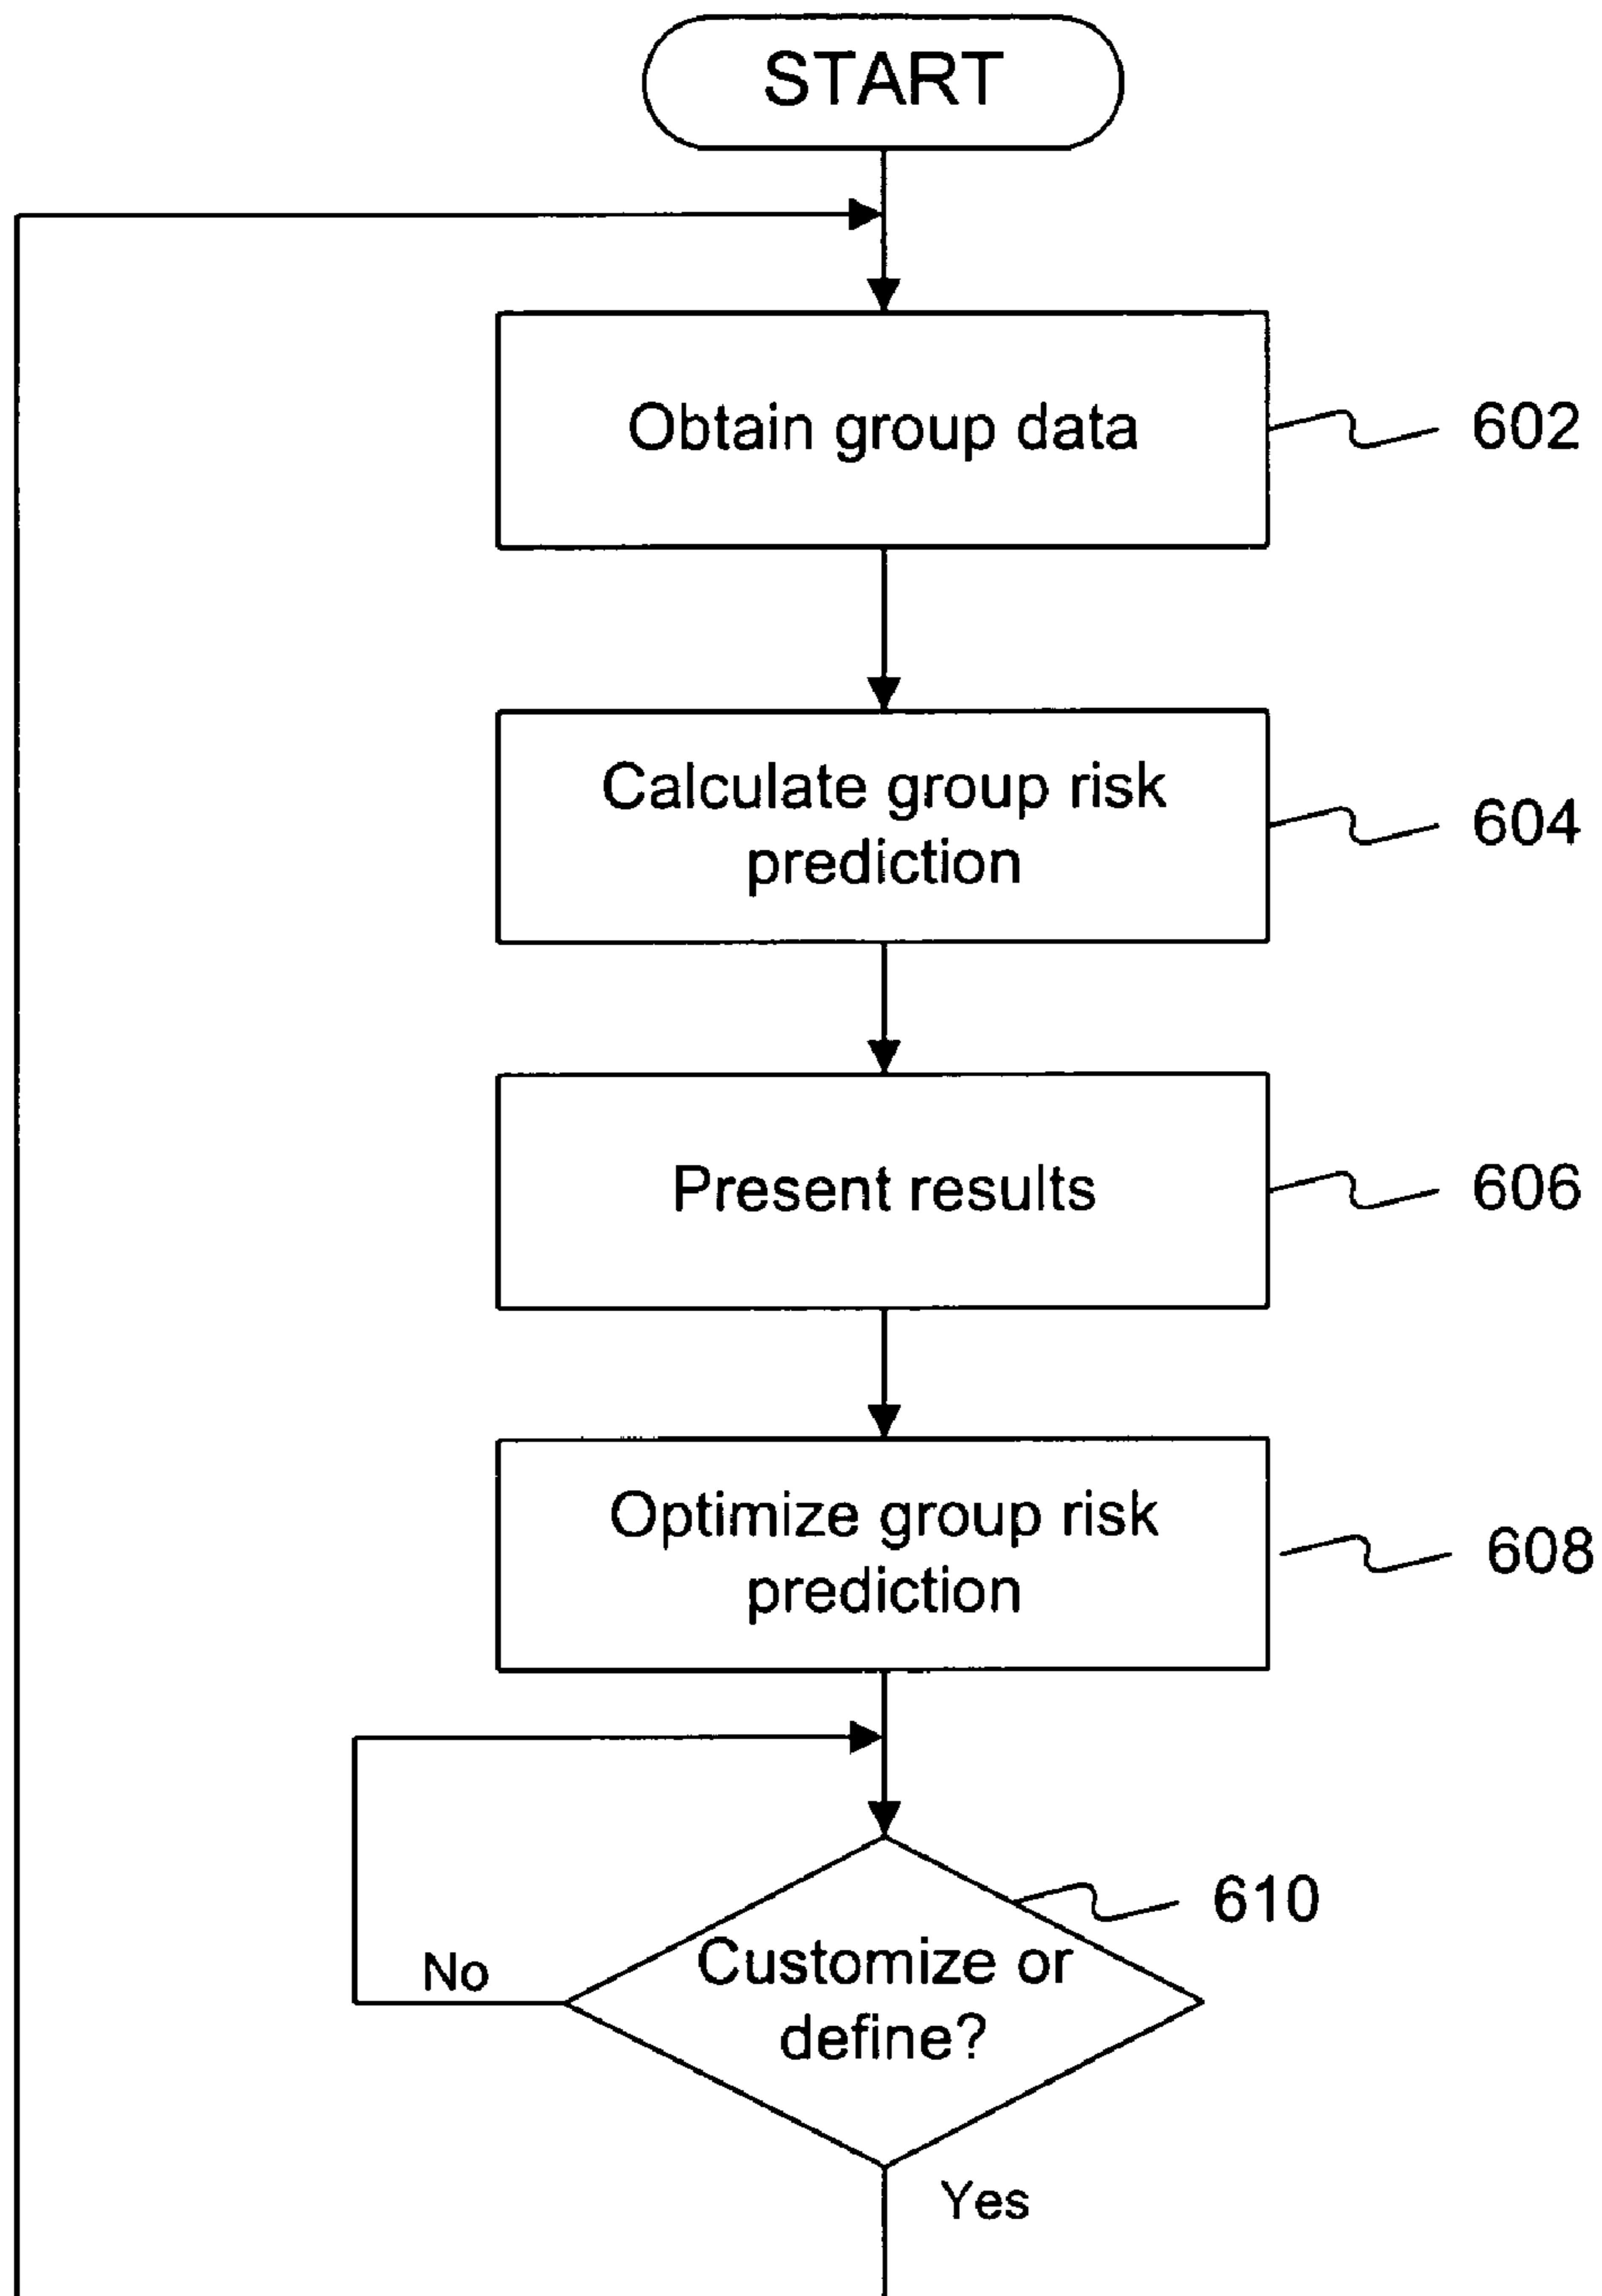 START
Obtain group data
602
Calculate group risk
prediction
604
Present results
606
Optimize group risk
prediction
608
610
Customize or
define?
No
Yes